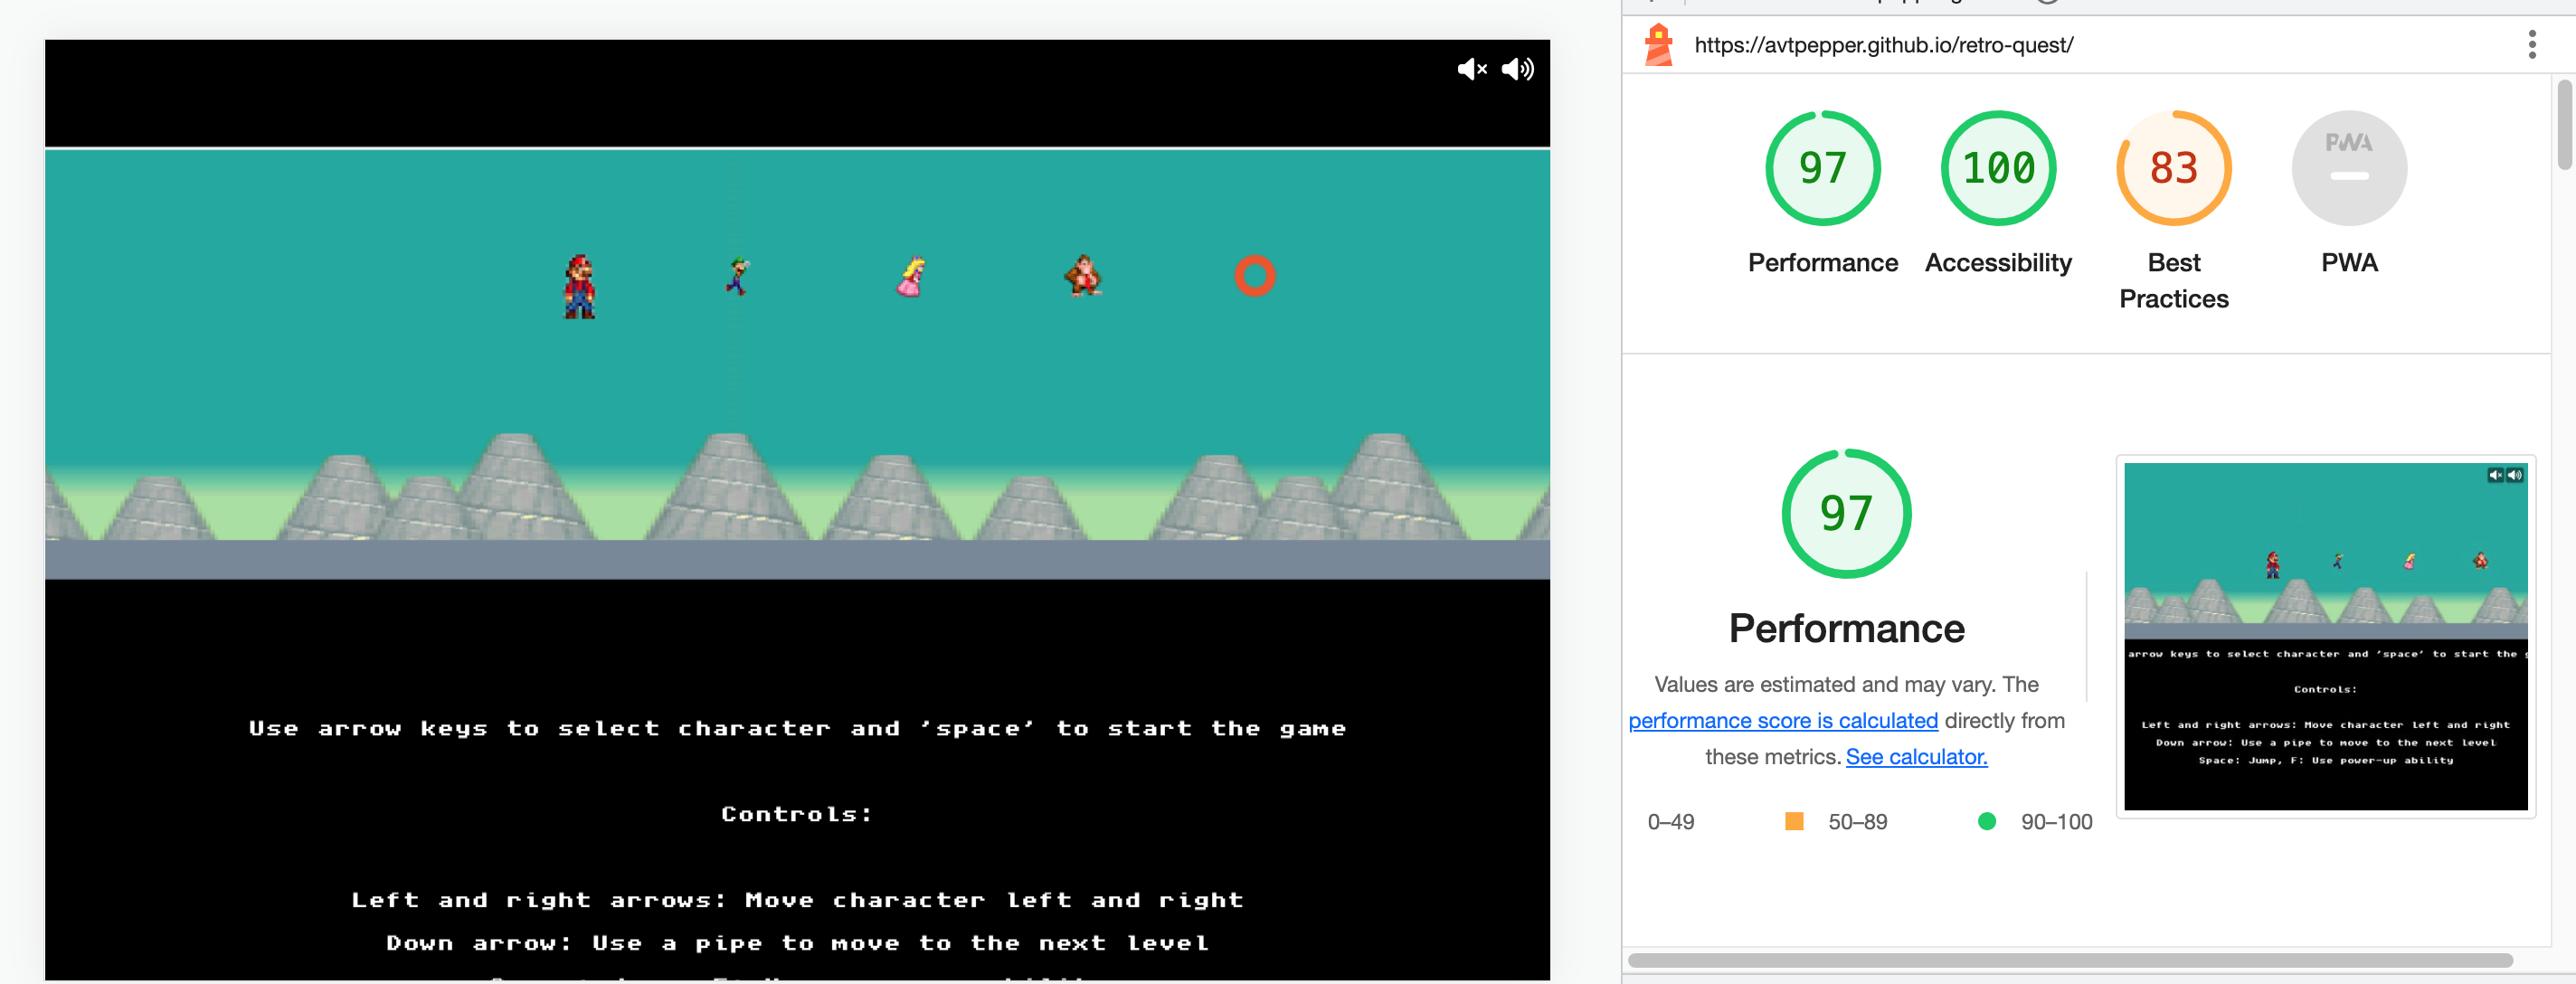 Use arrow keys to select character and 'space' to start the game
Controls:
Left and right arrows: Move character left and right
Down arrow: Use a pipe to move to the next level
https://avtpepper.github.io/retro-quest/
97
100
83
PWA
Performance
Accessibility
Best
Practices
PWA
97
Performance
Values are estimated and may vary. The
performance score is calculated directly from
these metrics. See calculator.
0–49
50–89
90–100
arrow keys to select character and 'space' to start the
Controls:
Left and right arrows: Move character left and right
Down arrow: Use a pipe to move to the next level
Space: Jump, F: Use power-up ability